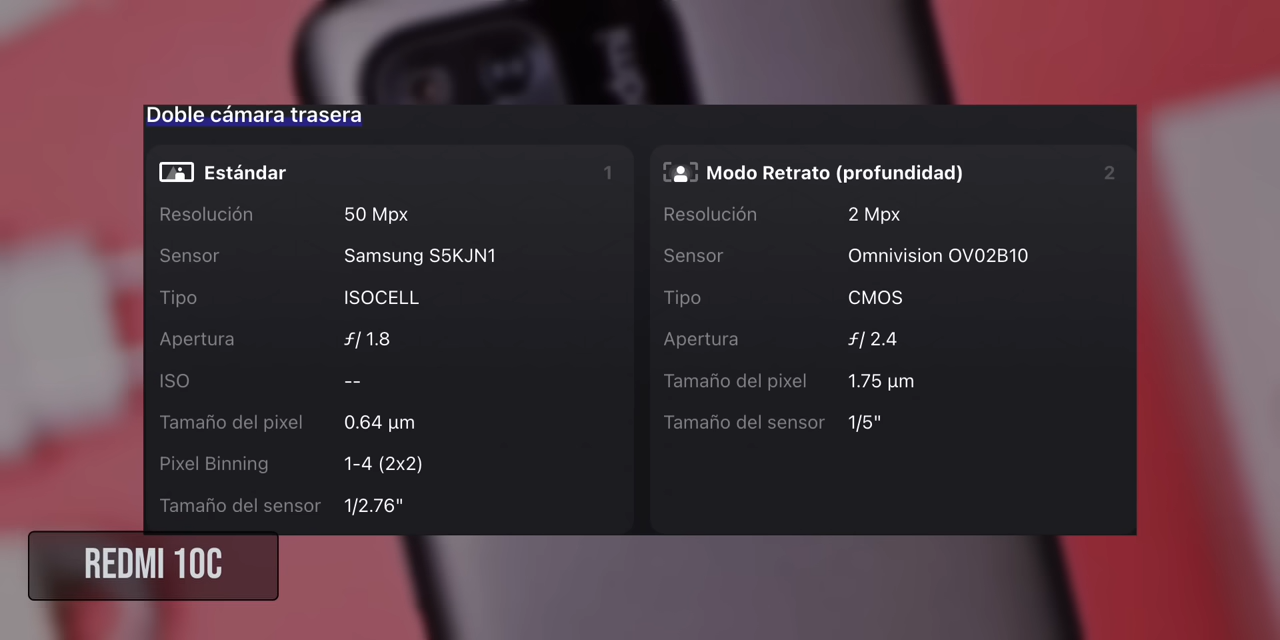 Doble cámara trasera
Estándar 1
Resolución 50 Mpx
Sensor Samsung S5KJN1
Tipo ISOCELL
Apertura ƒ/ 1.8
ISO --
Tamaño del pixel 0.64 µm
Pixel Binning 1-4 (2x2)
Tamaño del sensor 1/2.76"
Modo Retrato (profundidad) 2
Resolución 2 Mpx
Sensor Omnivision OV02B10
Tipo CMOS
Apertura ƒ/ 2.4
Tamaño del pixel 1.75 µm
Tamaño del sensor 1/5"
REDMI 10C